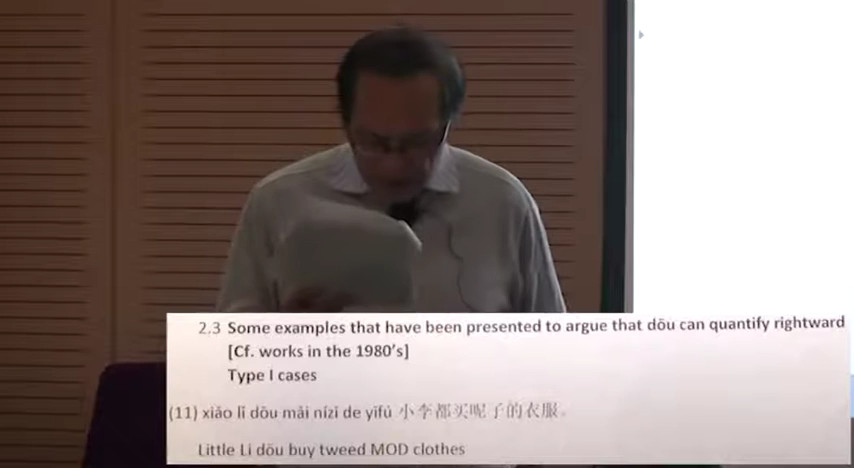 2.3 Some examples that have been presented to argue that dōu can quantify rightward
[Cf. works in the 1980's]
Type I cases
(11) xiǎo lǐ dōu mǎi nízi de yīfú 小李都买呢子的衣服。
Little Li dōu buy tweed MOD clothes